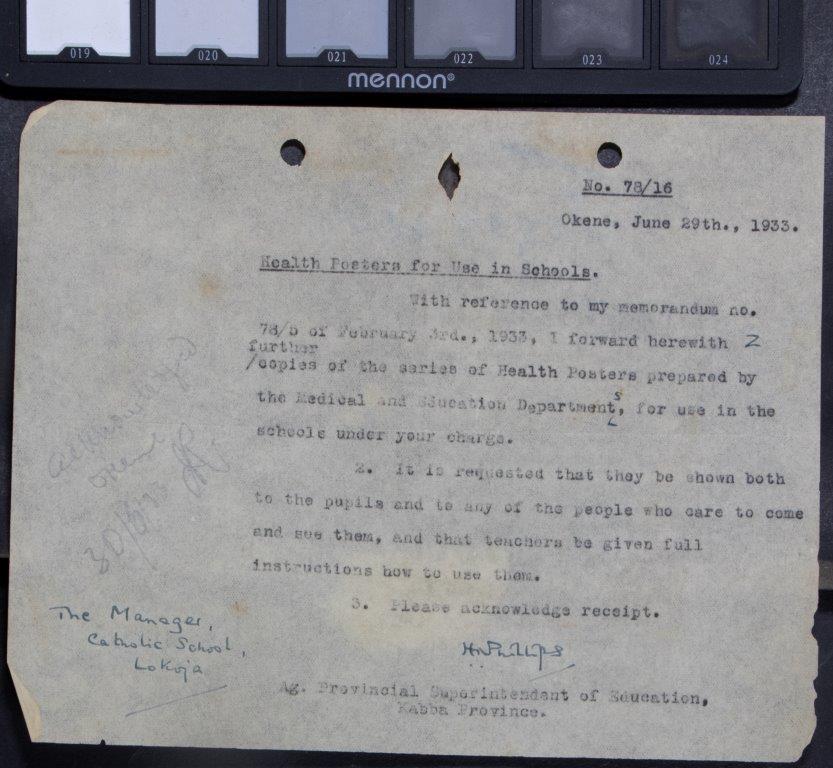 019 020 021 022 023 024
mennon®
No. 78/16
Okene, June 29th., 1933.
Health Posters for Use in Schools.
With reference to my memorandum no.
78/5 of February 3rd., 1933, I forward herewith 2
further
/copies of the series of Health Posters prepared by
the Medical and Education Departments, for use in the
schools under your charge.
2. It is requested that they be shown both
to the pupils and to any of the people who care to come
and see them, and that teachers be given full
instructions how to use them.
3. Please acknowledge receipt.
acknowledged
30/6/33
The Manager,
Catholic School,
Lokoja
H. Phillips
Ag. Provincial Superintendent of Education,
Kabba Province.